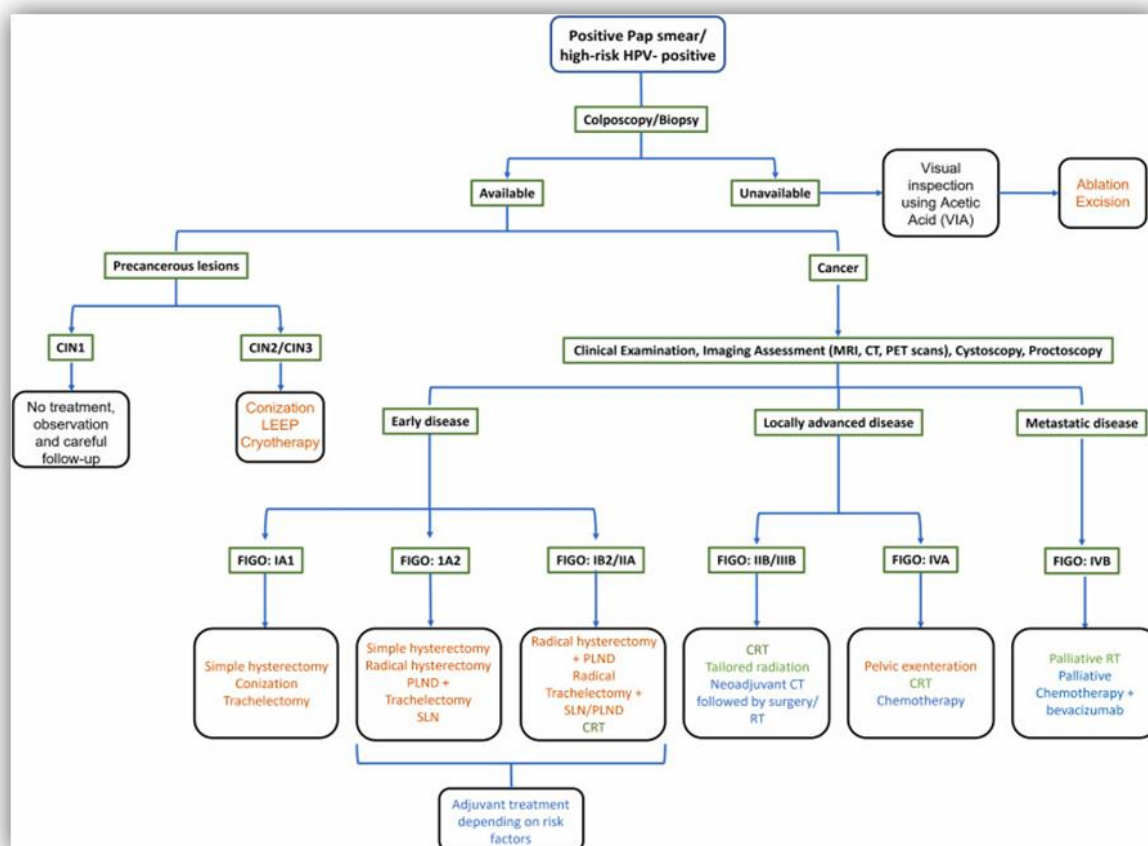 Positive Pap smear/
high-risk HPV- positive
Colposcopy/Biopsy
Available
Unavailable
Visual
inspection
using Acetic
Acid (VIA)
Ablation
Excision
Precancerous lesions
Cancer
CIN1
CIN2/CIN3
Clinical Examination, Imaging Assessment (MRI, CT, PET scans), Cystoscopy, Proctoscopy
No treatment,
observation
and careful
follow-up
Conization
LEEP
Cryotherapy
Early disease
Locally advanced disease
Metastatic disease
FIGO: IA1
FIGO: 1A2
FIGO: IB2/IIA
FIGO: IIB/IIIB
FIGO: IVA
FIGO: IVB
Simple hysterectomy
Conization
Trachelectomy
Simple hysterectomy
Radical hysterectomy
PLND +
Trachelectomy
SLN
Radical hysterectomy
+ PLND
Radical
Trachelectomy +
SLN/PLND
CRT
CRT
Tailored radiation
Neoadjuvant CT
followed by surgery/
RT
Pelvic exenteration
CRT
Chemotherapy
Palliative RT
Palliative
Chemotherapy +
bevacizumab
Adjuvant treatment
depending on risk
factors